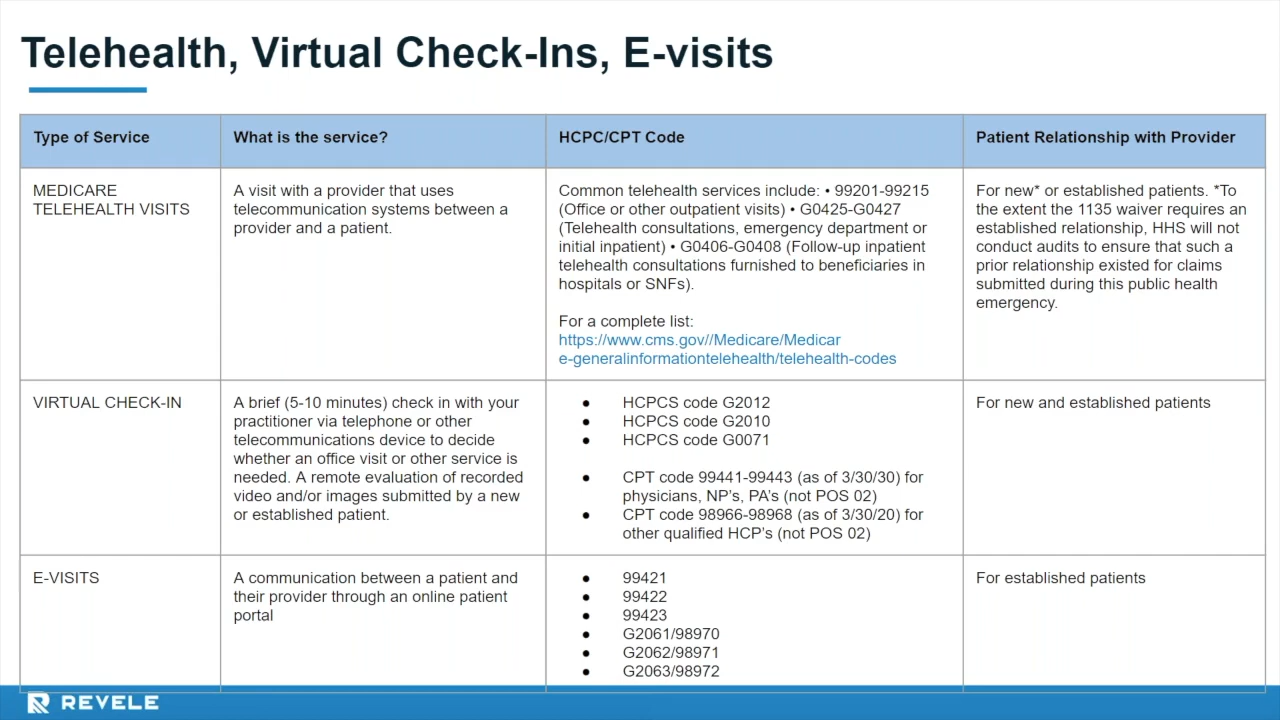 Telehealth, Virtual Check-Ins, E-visits
Type of Service
What is the service?
HCPC/CPT Code
Patient Relationship with Provider
MEDICARE
TELEHEALTH VISITS
A visit with a provider that uses
telecommunication systems between a
provider and a patient.
Common telehealth services include: • 99201-99215
(Office or other outpatient visits) • G0425-G0427
(Telehealth consultations, emergency department or
initial inpatient) • G0406-G0408 (Follow-up inpatient
telehealth consultations furnished to beneficiaries in
hospitals or SNFs).
For a complete list:
https://www.cms.gov//Medicare/Medicar
e-generalinformationtelehealth/telehealth-codes
For new* or established patients. *To
the extent the 1135 waiver requires an
established relationship, HHS will not
conduct audits to ensure that such a
prior relationship existed for claims
submitted during this public health
emergency.
VIRTUAL CHECK-IN
A brief (5-10 minutes) check in with your
practitioner via telephone or other
telecommunications device to decide
whether an office visit or other service is
needed. A remote evaluation of recorded
video and/or images submitted by a new
or established patient.
● HCPCS code G2012
● HCPCS code G2010
● HCPCS code G0071
● CPT code 99441-99443 (as of 3/30/30) for
physicians, NP's, PA's (not POS 02)
● CPT code 98966-98968 (as of 3/30/20) for
other qualified HCP's (not POS 02)
For new and established patients
E-VISITS
A communication between a patient and
their provider through an online patient
portal
● 99421
● 99422
● 99423
● G2061/98970
● G2062/98971
● G2063/98972
For established patients
REVELE